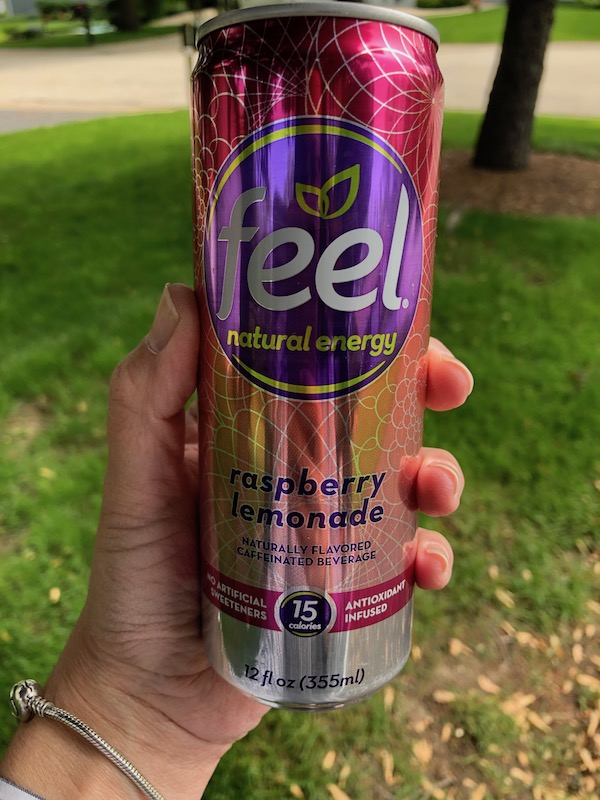 feel®
natural energy
raspberry
lemonade
NATURALLY FLAVORED
CAFFEINATED BEVERAGE
NO ARTIFICIAL
SWEETENERS
15
calories
ANTIOXIDANT
INFUSED
12 fl oz (355ml)